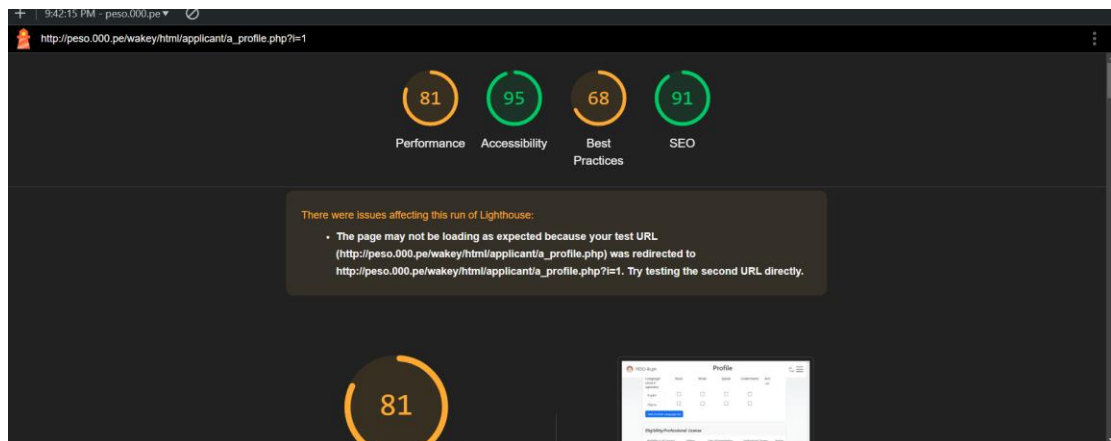 9:42:15 PM - peso.000.pe
http://peso.000.pe/wakey/html/applicant/a_profile.php?i=1
81
95
68
91
Performance
Accessibility
Best
Practices
SEO
There were issues affecting this run of Lighthouse:
• The page may not be loading as expected because your test URL
(http://peso.000.pe/wakey/html/applicant/a_profile.php) was redirected to
http://peso.000.pe/wakey/html/applicant/a_profile.php?i=1. Try testing the second URL directly.
81
Profile